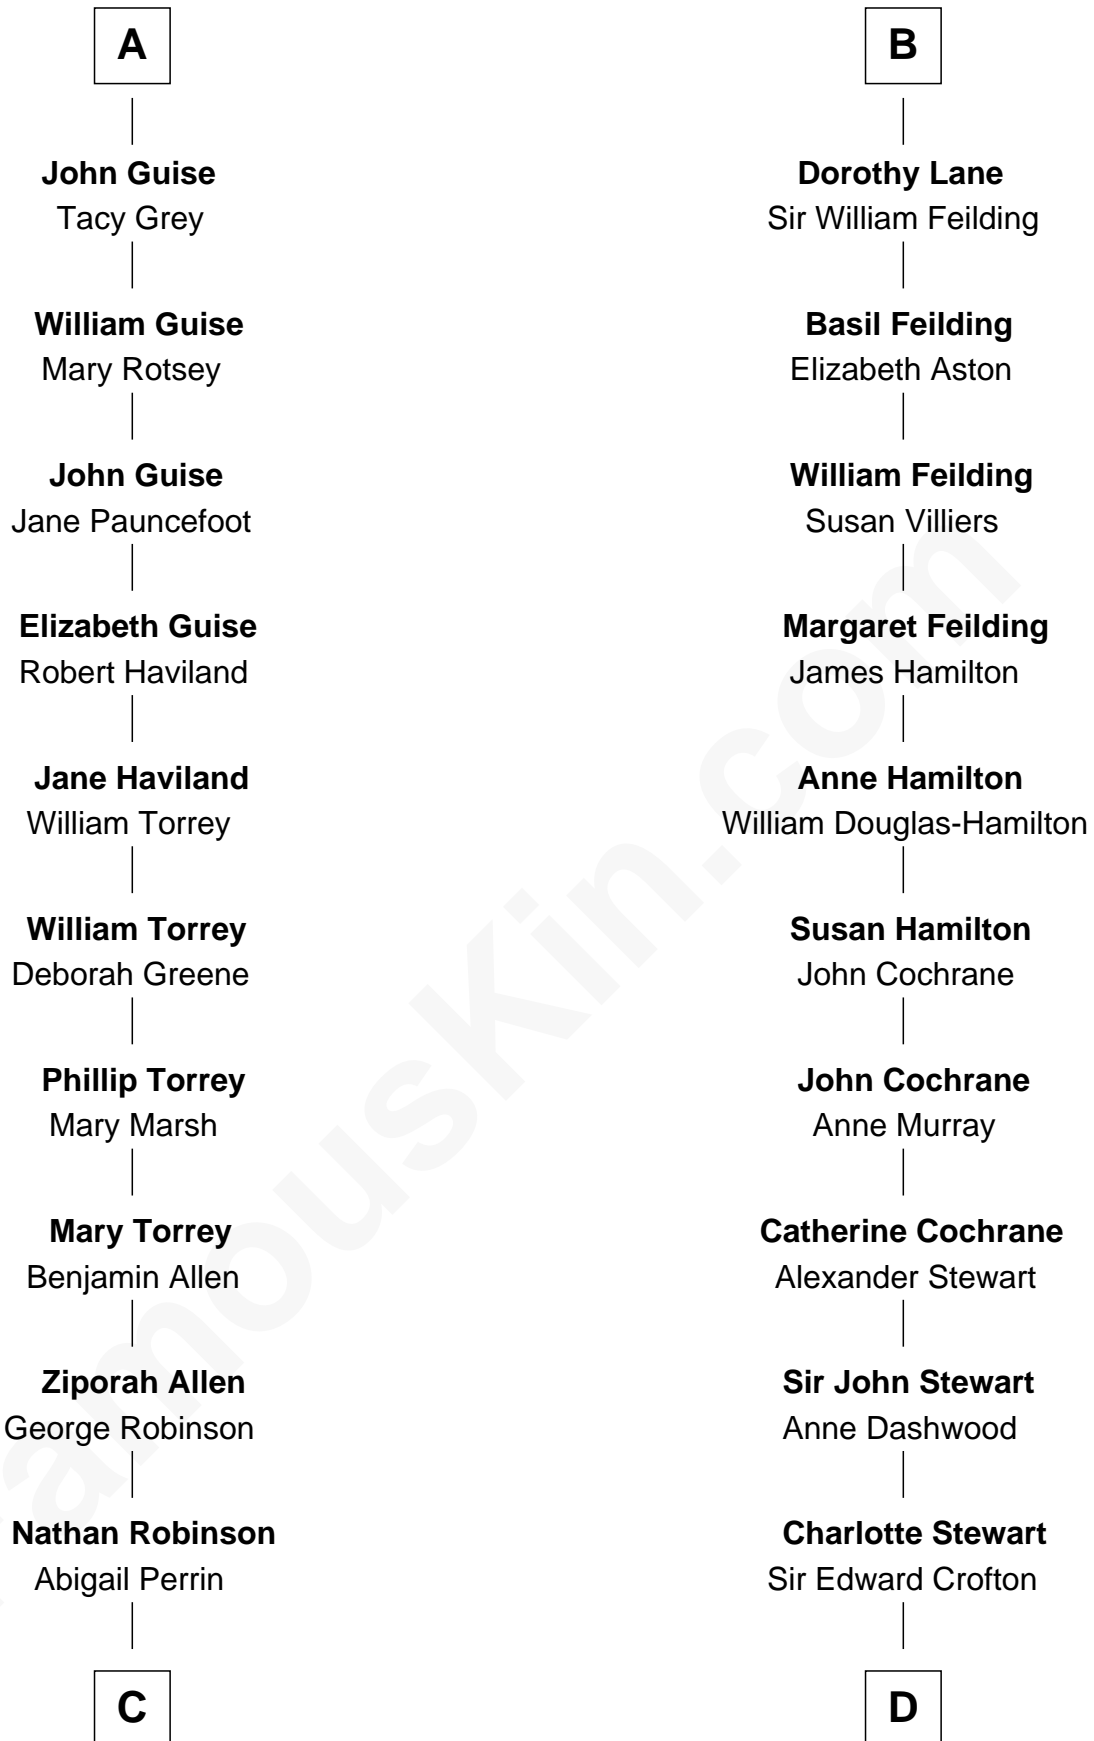 A
John Guise
Tacy Grey
William Guise
Mary Rotsey
John Guise
Jane Pauncefoot
Elizabeth Guise
Robert Haviland
Jane Haviland
William Torrey
William Torrey
Deborah Greene
Phillip Torrey
Mary Marsh
Mary Torrey
Benjamin Allen
Ziporah Allen
George Robinson
Nathan Robinson
Abigail Perrin
C
B
Dorothy Lane
Sir William Feilding
Basil Feilding
Elizabeth Aston
William Feilding
Susan Villiers
Margaret Feilding
James Hamilton
Anne Hamilton
William Douglas-Hamilton
Susan Hamilton
John Cochrane
John Cochrane
Anne Murray
Catherine Cochrane
Alexander Stewart
Sir John Stewart
Anne Dashwood
Charlotte Stewart
Sir Edward Crofton
D
FamousKin.com